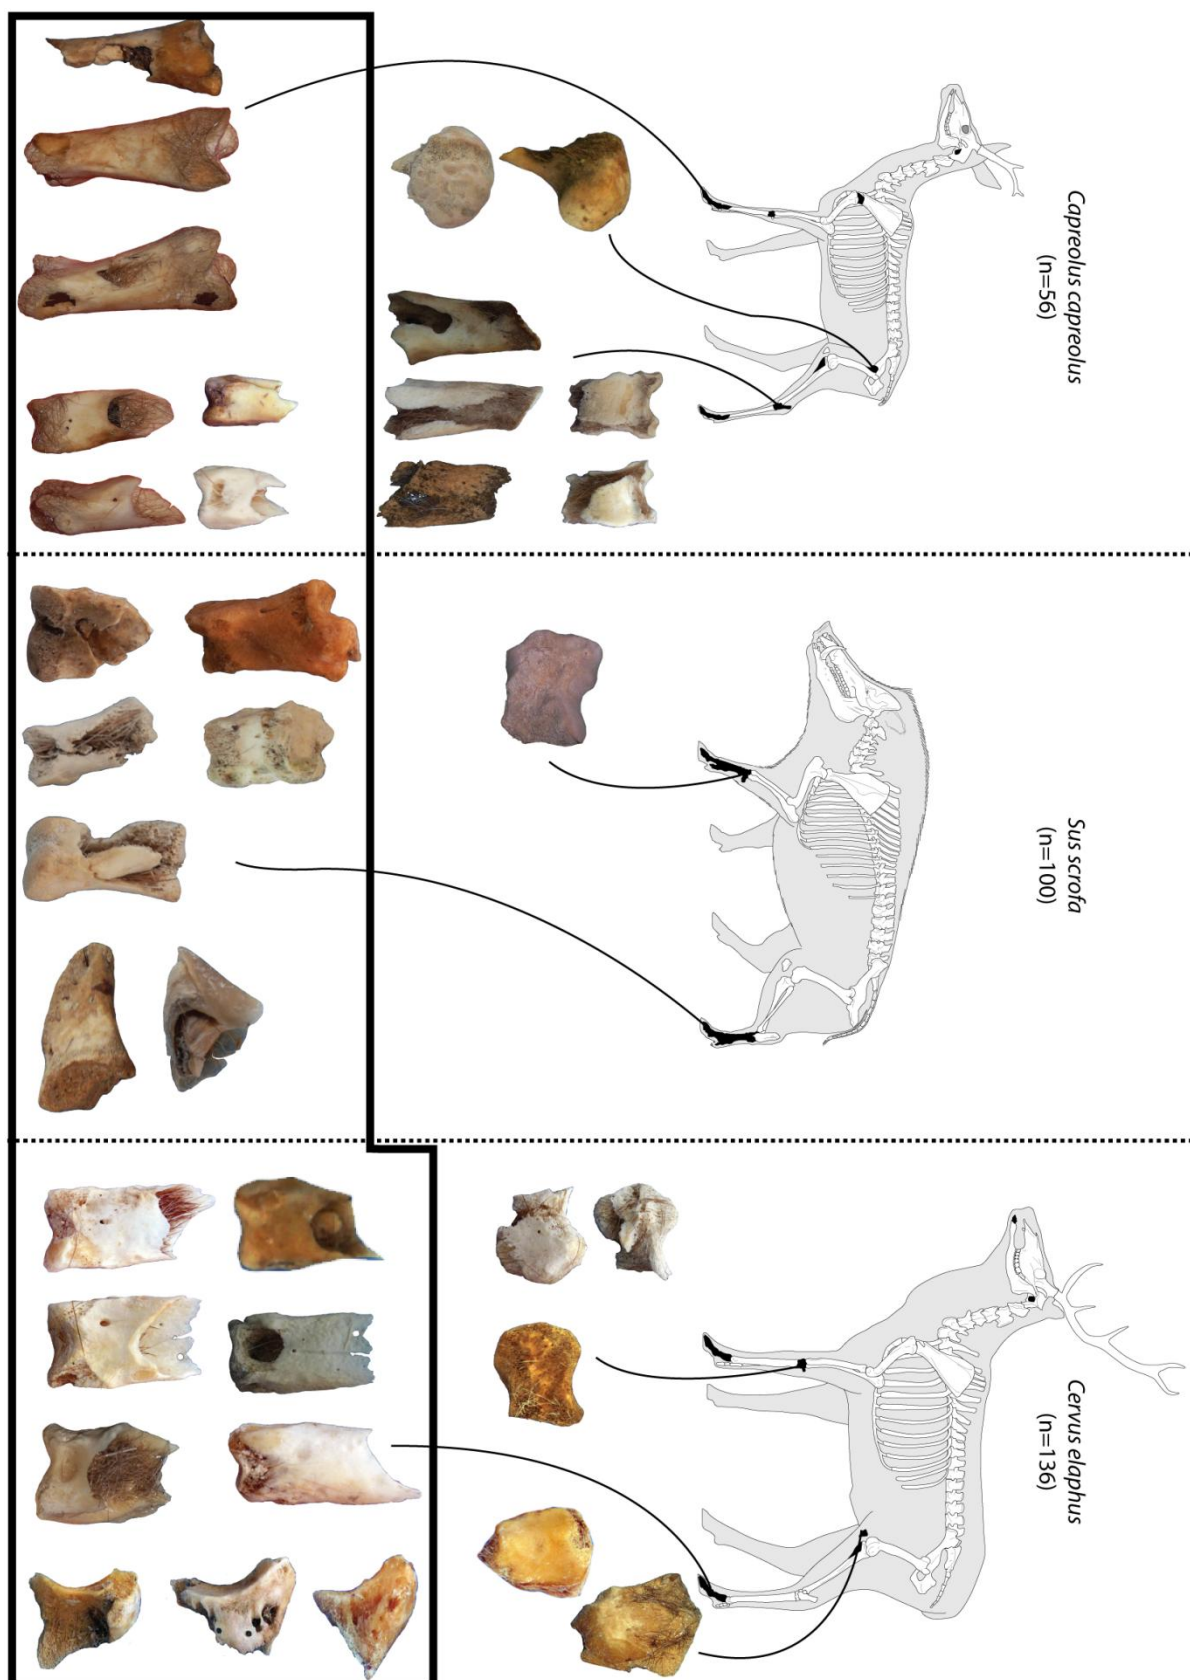 Capreolus capreolus
(n=56)
Sus scrofa
(n=100)
Cervus elaphus
(n=136)